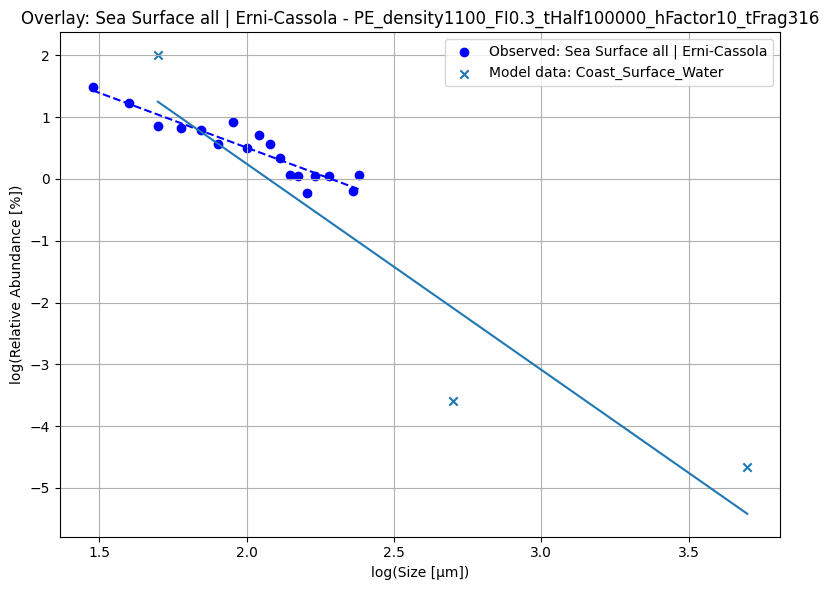 Overlay: Sea Surface all | Erni-Cassola - PE_density1100_FI0.3_tHalf100000_hFactor10_tFrag316
Observed: Sea Surface all | Erni-Cassola
Model data: Coast_Surface_Water
2
1
0
−1
−2
−3
−4
−5
log(Relative Abundance [%])
1.5 2.0 2.5 3.0 3.5
log(Size [μm])